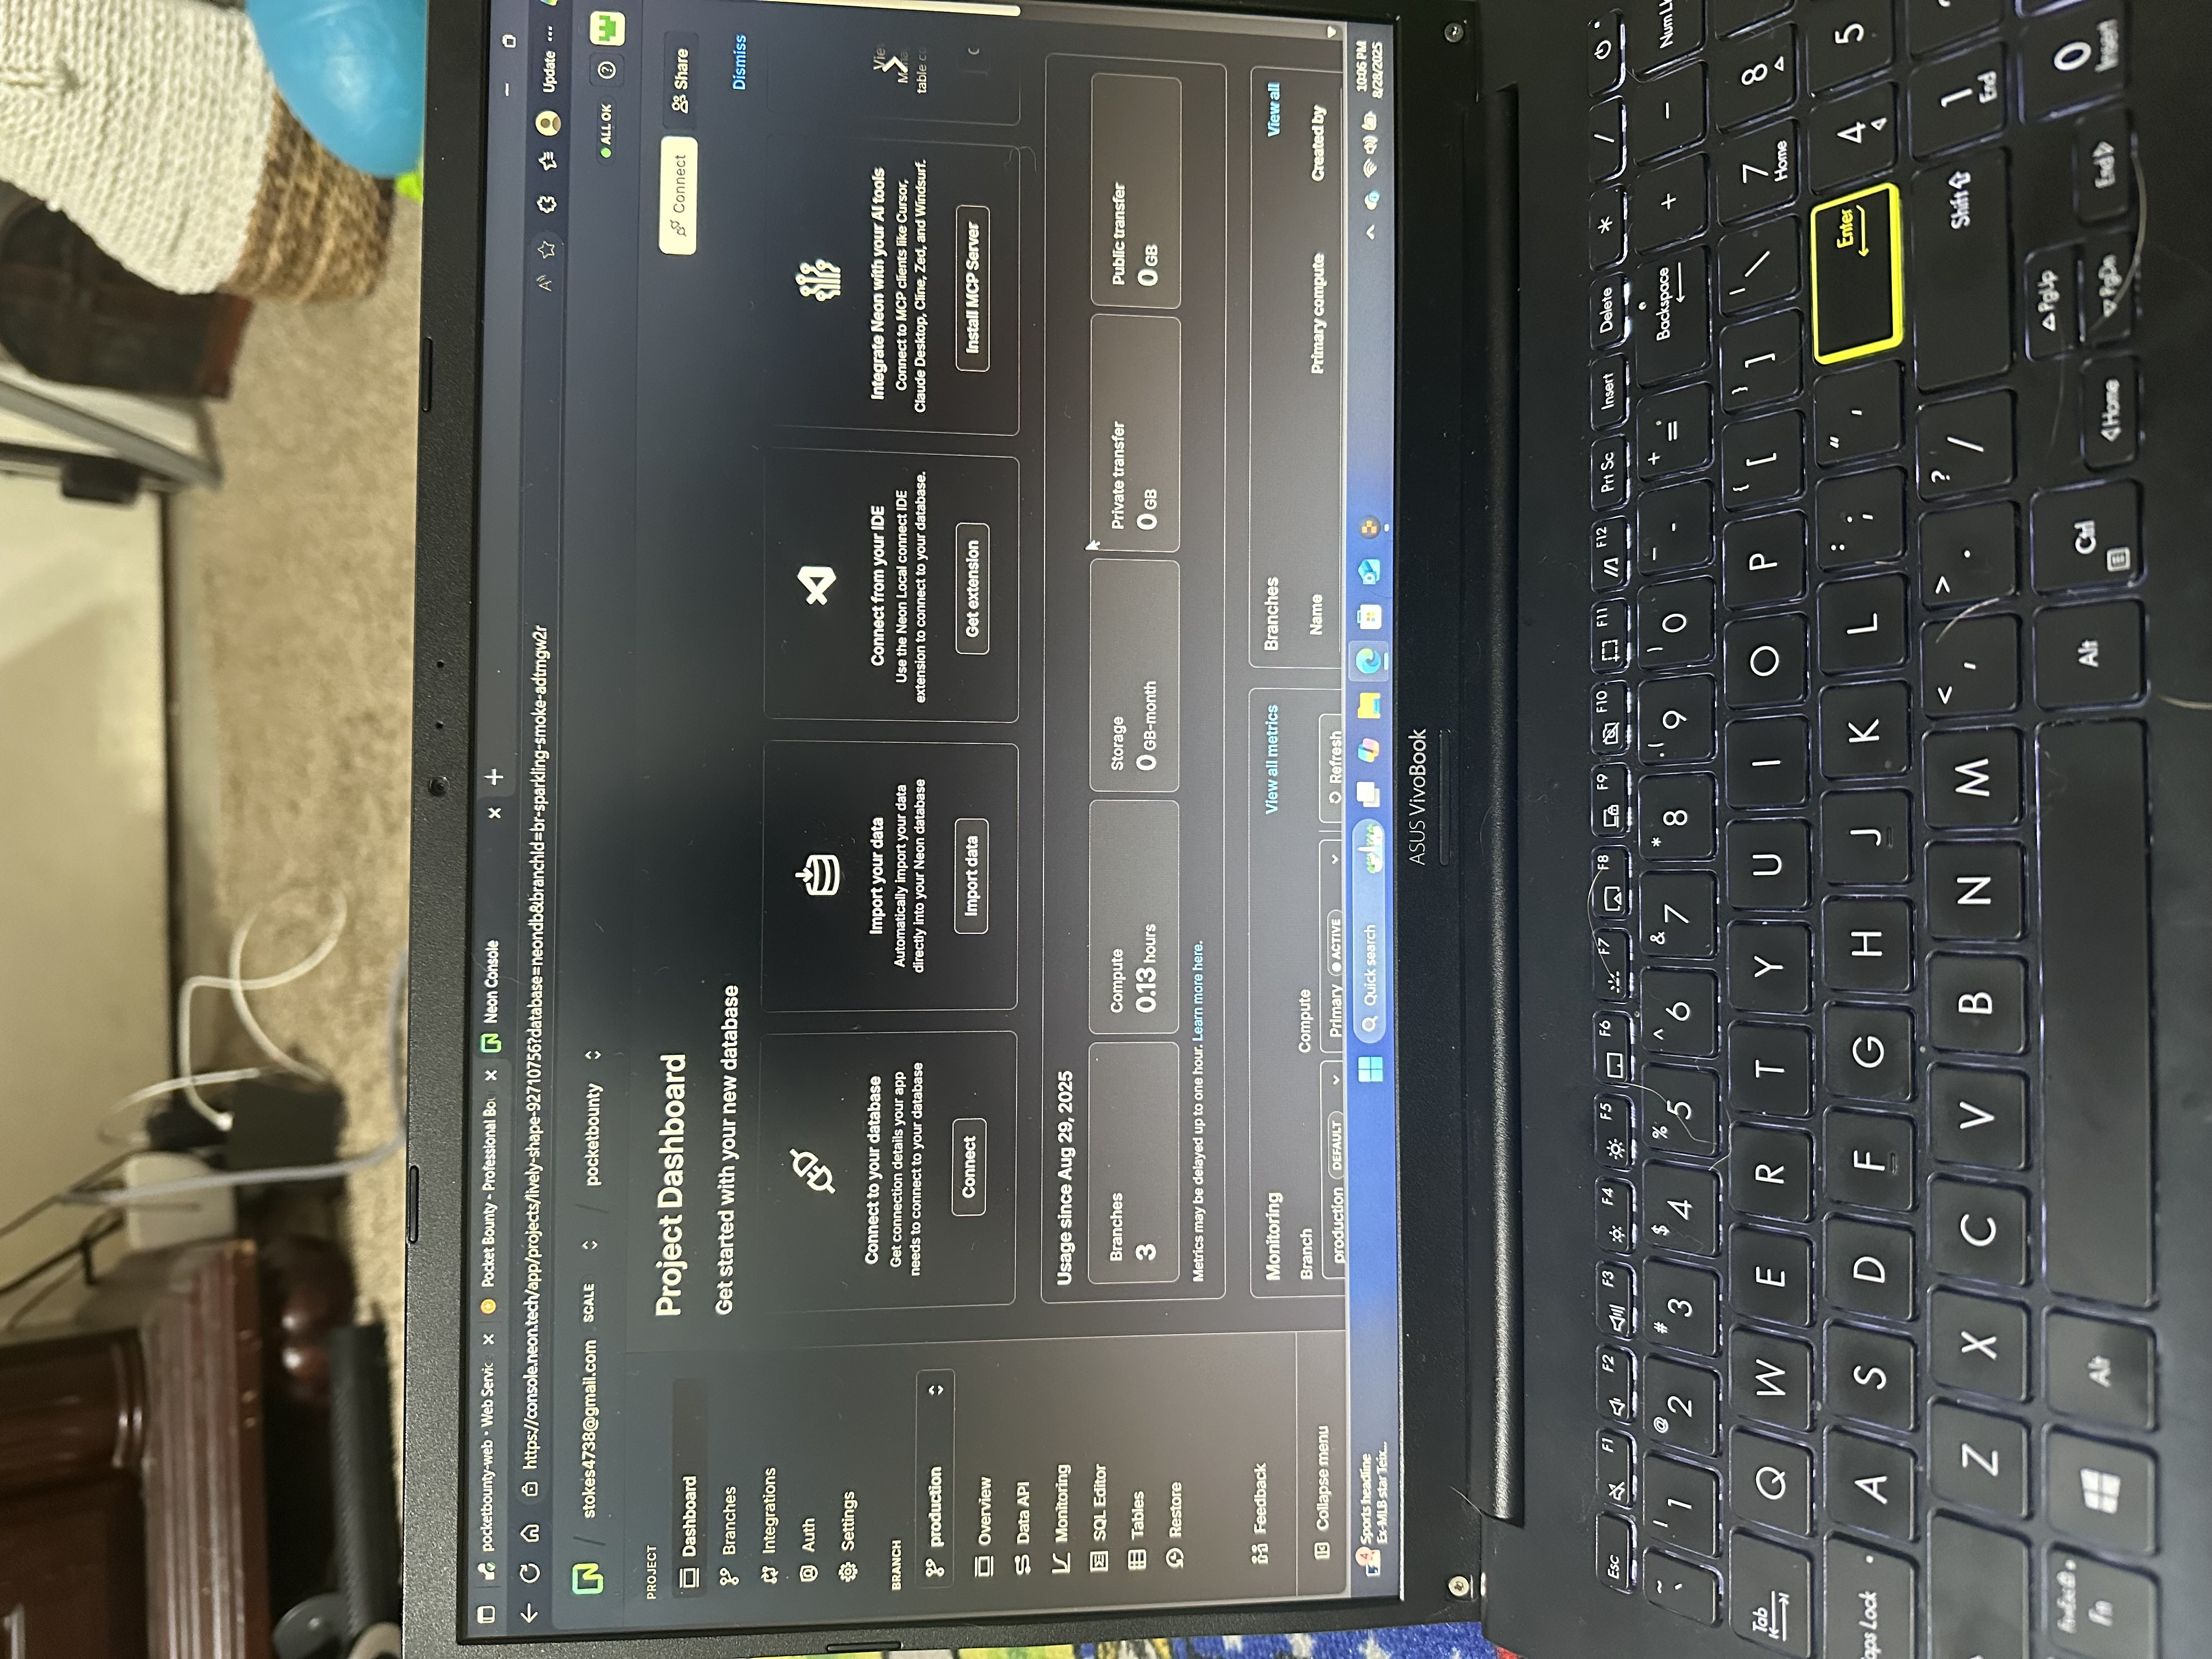 pocketbounty-web - Web Servic
Pocket Bounty - Professional Bou
Neon Console
https://console.neon.tech/app/projects/lively-shape-92710756?database=neondb&branchId=br-sparkling-smoke-adtmgw2r
Update
stokes4738@gmail.com SCALE
pocketbounty
ALL OK
PROJECT
Dashboard
Branches
Integrations
Auth
Settings
BRANCH
production
Overview
Data API
Monitoring
SQL Editor
Tables
Restore
Feedback
Collapse menu
Project Dashboard
Connect
Share
Get started with your new database
Dismiss
Connect to your database
Get connection details your app
needs to connect to your database
Connect
Import your data
Automatically import your data
directly into your Neon database
Import data
Connect from your IDE
Use the Neon Local connect IDE
extension to connect to your database.
Get extension
Integrate Neon with your AI tools
Connect to MCP clients like Cursor,
Claude Desktop, Cline, Zed, and Windsurf.
Install MCP Server
Vie
table c
Usage since Aug 29, 2025
Branches
3
Compute
0.13 hours
Storage
0 GB-month
Private transfer
0 GB
Public transfer
0 GB
Metrics may be delayed up to one hour. Learn more here.
Monitoring
View all metrics
Branch
Compute
production DEFAULT
Primary ACTIVE
Refresh
Branches
View all
Name
Primary compute
Created by
4
Sports headline
Ex-MLB star Teix...
Quick search
10:06 PM
8/28/2025
ASUS VivoBook
Esc F1 F2 F3 F4 F5 F6 F7 F8 F9 F10 F11 F12 Prt Sc Insert Delete * /
~ ` ! 1 @ 2 # 3 $ 4 % 5 ^ 6 & 7 * 8 ( 9 ) 0 _ - + = Backspace + - Num L
Tab Q W E R T Y U I O P { [ } ] | \ 7 Home 8
aps Lock A S D F G H J K L : ; " ' Enter 4 5
Z X C V B N M < , > . ? / Shift 1 End
Fn Alt Alt Ctrl Home PgUp PgDn End 0 Insert